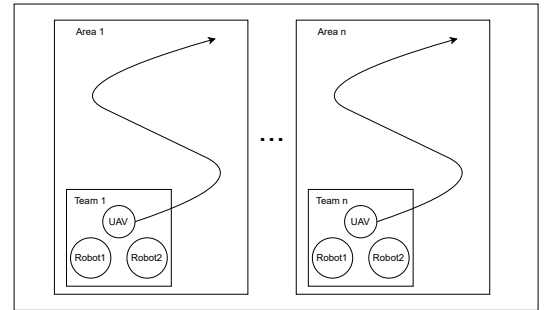 Area 1
Team 1
UAV
Robot1
Robot2
...
Area n
Team n
UAV
Robot1
Robot2